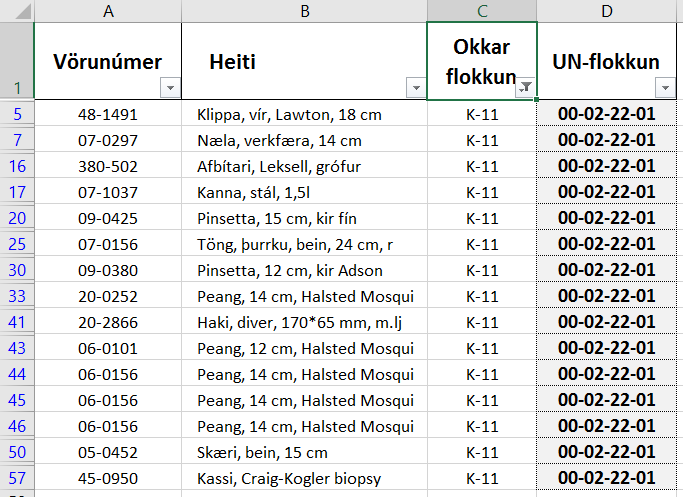 A B C D
1 Vörunúmer Heiti Okkar flokkun UN-flokkun
5 48-1491 Klippa, vír, Lawton, 18 cm K-11 00-02-22-01
7 07-0297 Næla, verkfæra, 14 cm K-11 00-02-22-01
16 380-502 Afbítari, Leksell, grófur K-11 00-02-22-01
17 07-1037 Kanna, stál, 1,5l K-11 00-02-22-01
20 09-0425 Pinsetta, 15 cm, kir fín K-11 00-02-22-01
25 07-0156 Töng, þurrku, bein, 24 cm, r K-11 00-02-22-01
30 09-0380 Pinsetta, 12 cm, kir Adson K-11 00-02-22-01
33 20-0252 Peang, 14 cm, Halsted Mosqui K-11 00-02-22-01
41 20-2866 Haki, diver, 170*65 mm, m.lj K-11 00-02-22-01
43 06-0101 Peang, 12 cm, Halsted Mosqui K-11 00-02-22-01
44 06-0156 Peang, 14 cm, Halsted Mosqui K-11 00-02-22-01
45 06-0156 Peang, 14 cm, Halsted Mosqui K-11 00-02-22-01
46 06-0156 Peang, 14 cm, Halsted Mosqui K-11 00-02-22-01
50 05-0452 Skæri, bein, 15 cm K-11 00-02-22-01
57 45-0950 Kassi, Craig-Kogler biopsy K-11 00-02-22-01